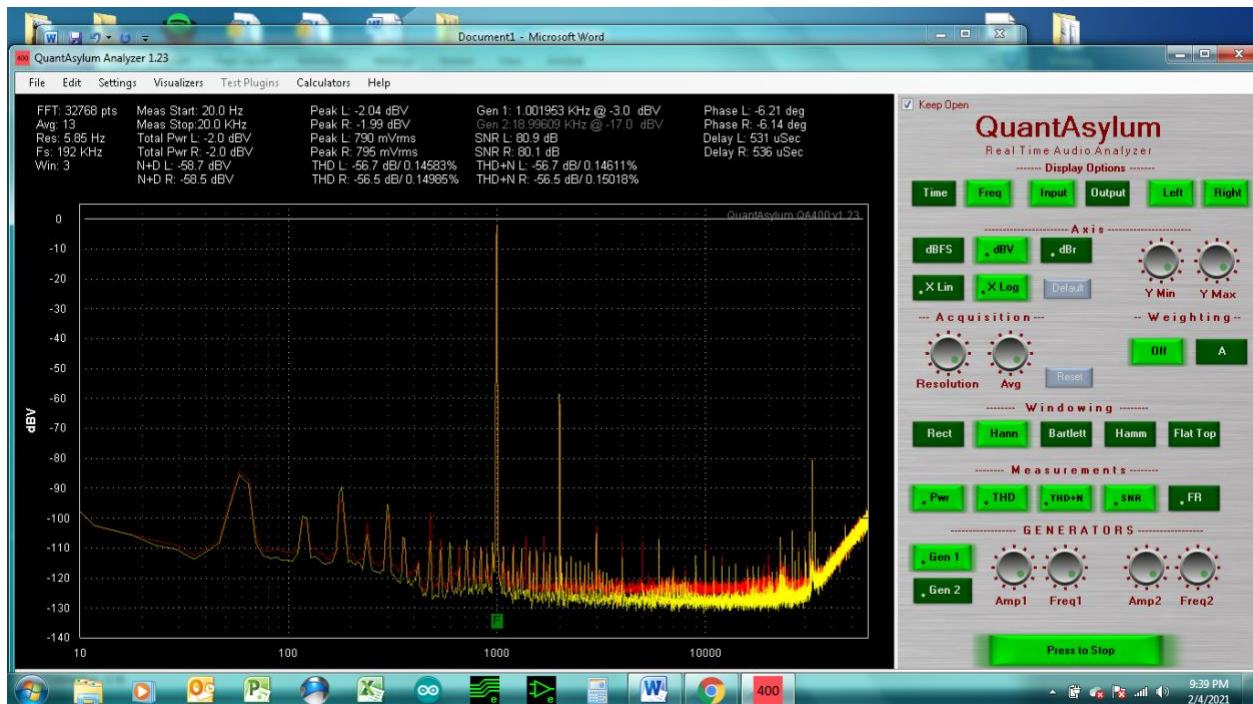 Document1 - Microsoft Word
400 QuantAsylum Analyzer 1.23
File Edit Settings Visualizers Test Plugins Calculators Help
FFT: 32768 pts Meas Start: 20.0 Hz Peak L: -2.04 dBV Gen 1: 1.001953 KHz @ -3.0 dBV Phase L: -6.21 deg
Avg: 13 Meas Stop:20.0 KHz Peak R: -1.99 dBV Gen 2:18.99609 KHz @ -17.0 dBV Phase R: -6.14 deg
Res: 5.85 Hz Total Pwr L: -2.0 dBV Peak L: 790 mVrms SNR L: 80.9 dB Delay L: 531 uSec
Fs: 192 KHz Total Pwr R: -2.0 dBV Peak R: 795 mVrms SNR R: 80.1 dB Delay R: 536 uSec
Win: 3 N+D L: -58.7 dBV THD L: -56.7 dB/ 0.14583% THD+N L: -56.7 dB/ 0.14611%
N+D R: -58.5 dBV THD R: -56.5 dB/ 0.14985% THD+N R: -56.5 dB/ 0.15018%
QuantAsylum QA400:v1.23
0
-10
-20
-30
-40
-50
-60
-70
-80
-90
-100
-110
-120
-130
-140
dBV
F
10 100 1000 10000
Keep Open
QuantAsylum
Real Time Audio Analyzer
Display Options
Time Freq Input Output Left Right
Axis
dBFS dBV dBr
X Lin X Log Default
Y Min Y Max
Acquisition Weighting
Off A
Resolution Avg Reset
Windowing
Rect Hann Bartlett Hamm Flat Top
Measurements
Pwr THD THD+N SNR FR
GENERATORS
Gen 1
Gen 2
Amp1 Freq1 Amp2 Freq2
Press to Stop
400
9:39 PM
2/4/2021